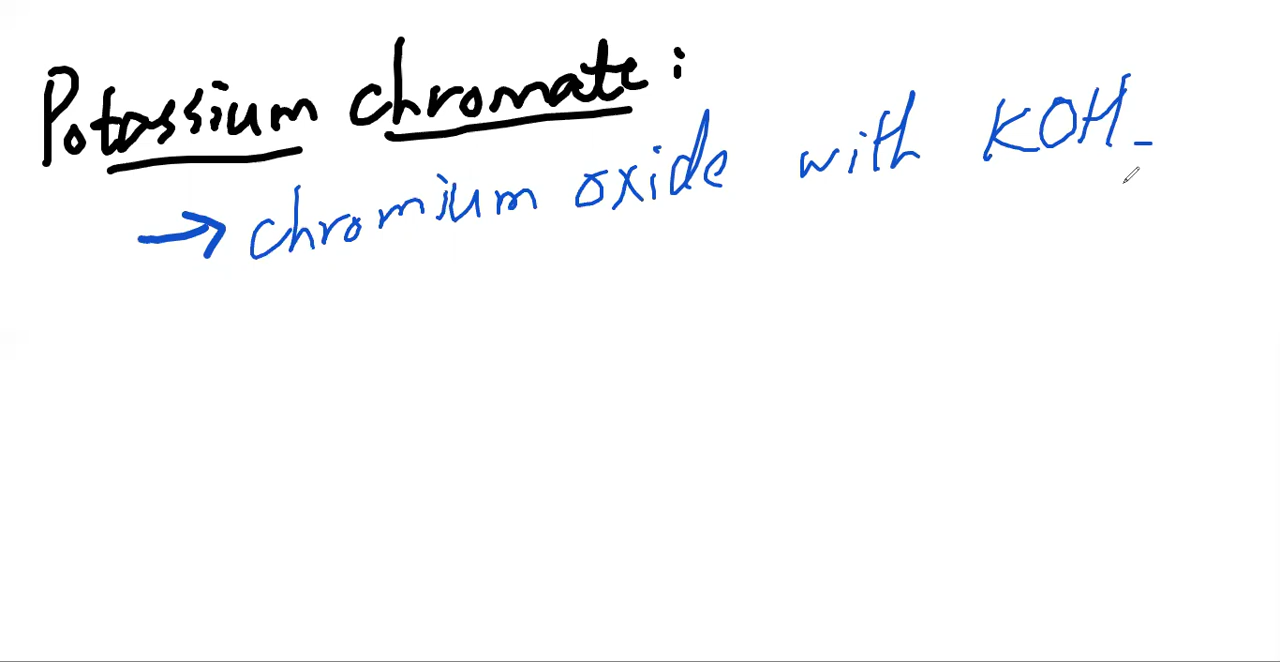 Potassium chromate :
→ chromium oxide with KOH -